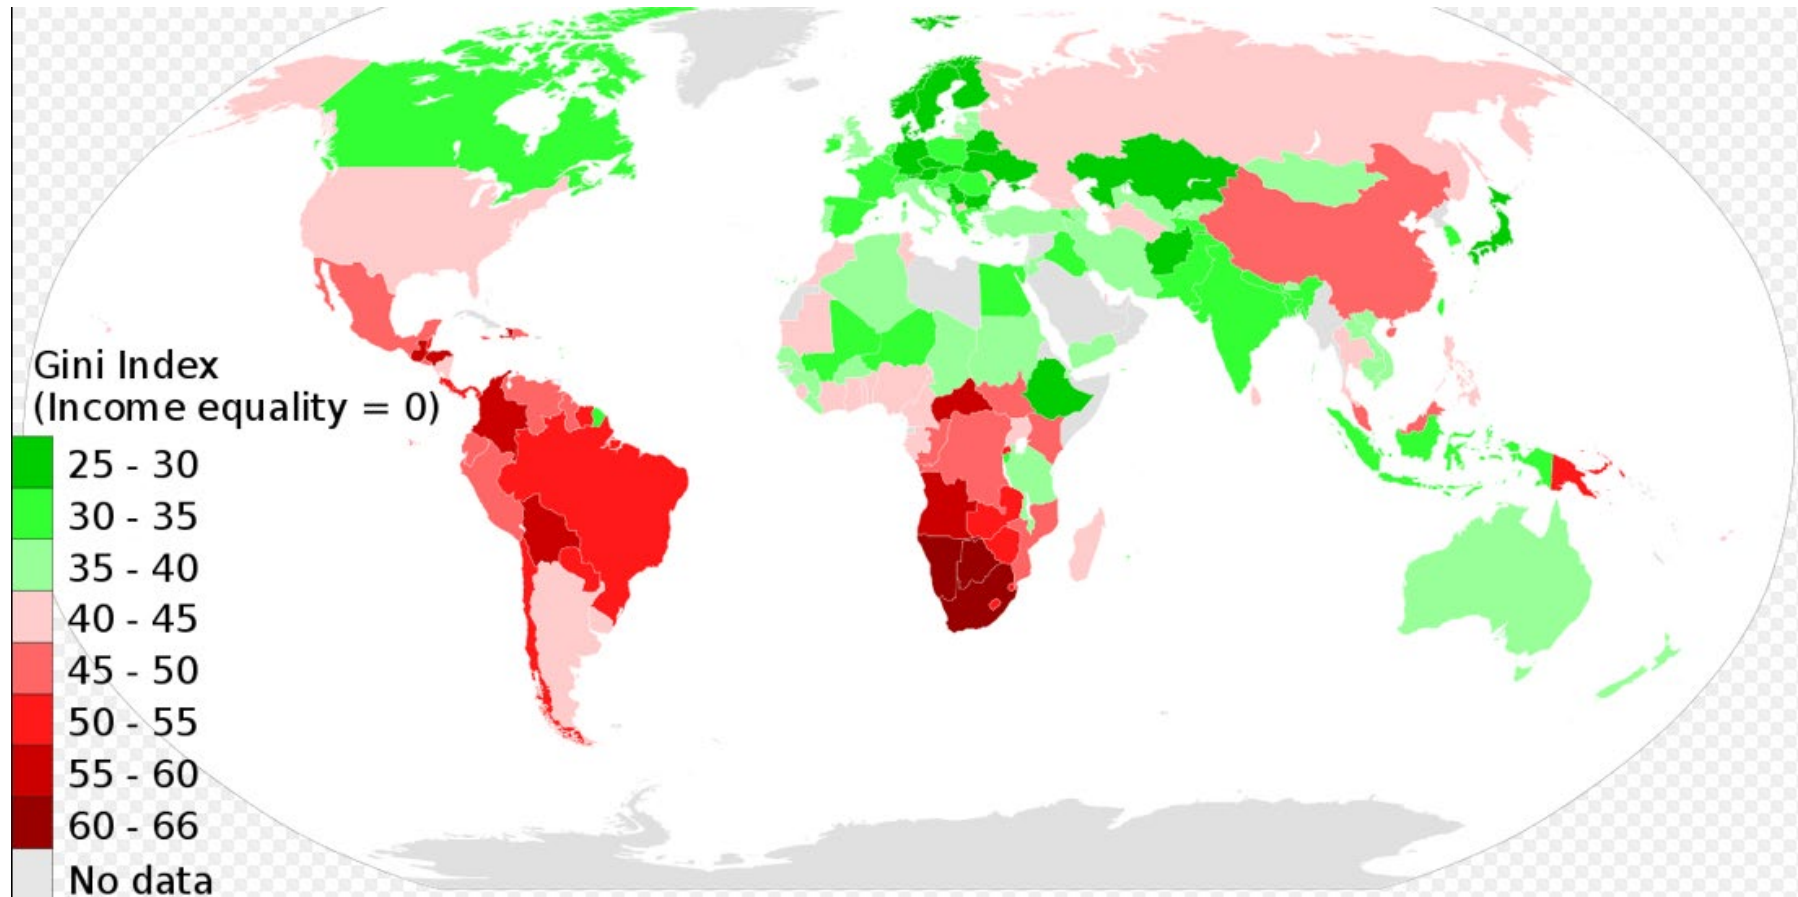 Gini Index
(Income equality = 0)
25 - 30
30 - 35
35 - 40
40 - 45
45 - 50
50 - 55
55 - 60
60 - 66
No data